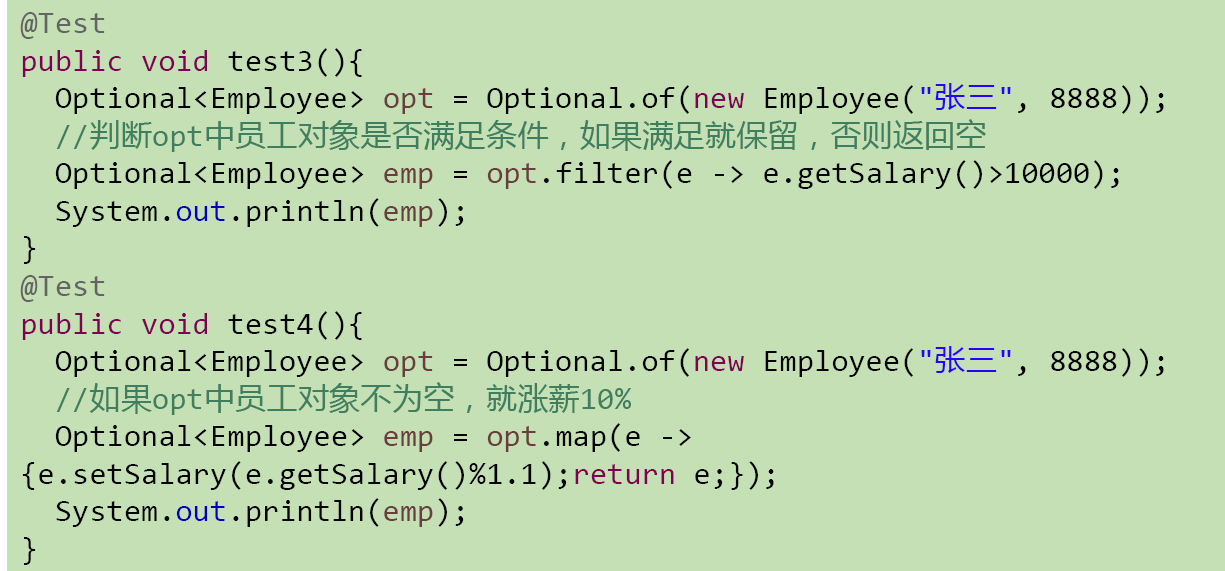 @Test
public void test3(){
  Optional<Employee> opt = Optional.of(new Employee("张三", 8888));
  //判断opt中员工对象是否满足条件，如果满足就保留，否则返回空
  Optional<Employee> emp = opt.filter(e -> e.getSalary()>10000);
  System.out.println(emp);
}
@Test
public void test4(){
  Optional<Employee> opt = Optional.of(new Employee("张三", 8888));
  //如果opt中员工对象不为空，就涨薪10%
  Optional<Employee> emp = opt.map(e ->
{e.setSalary(e.getSalary()%1.1);return e;});
  System.out.println(emp);
}